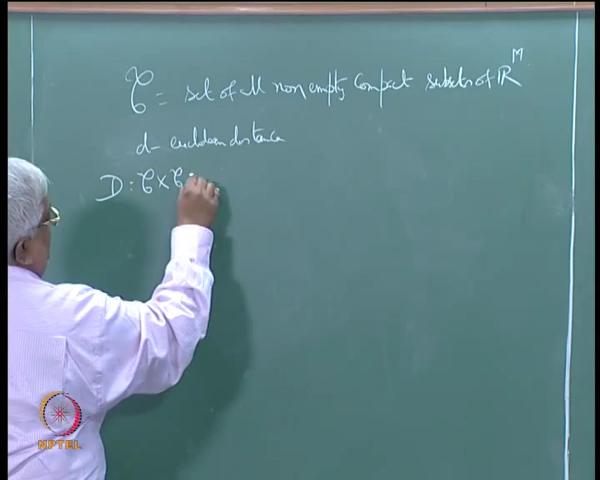 𝒞 = set of all non empty compact subsets of ℝ^M
d - euclidean distance
D : 𝒞 × 𝒞
NPTEL